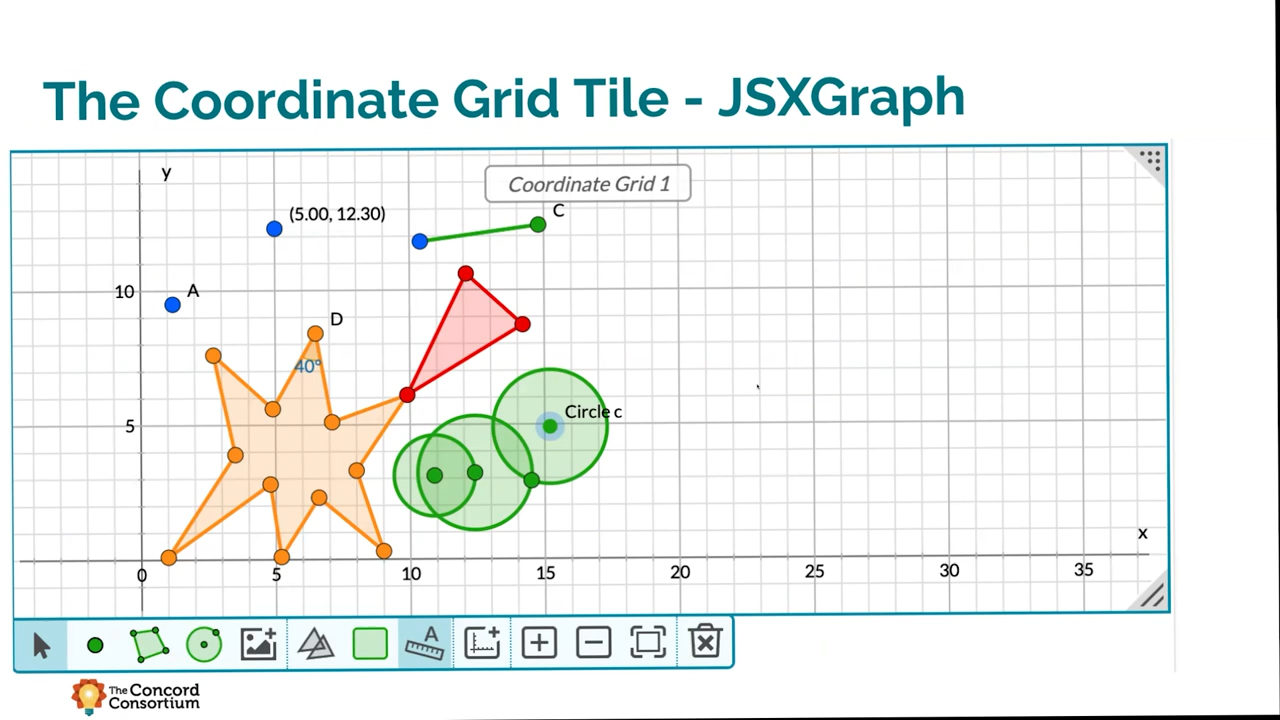 The Coordinate Grid Tile - JSXGraph
y
Coordinate Grid 1
(5.00, 12.30)
C
10
A
D
40°
Circle c
5
x
0
5
10
15
20
25
30
35
A
The Concord
Consortium